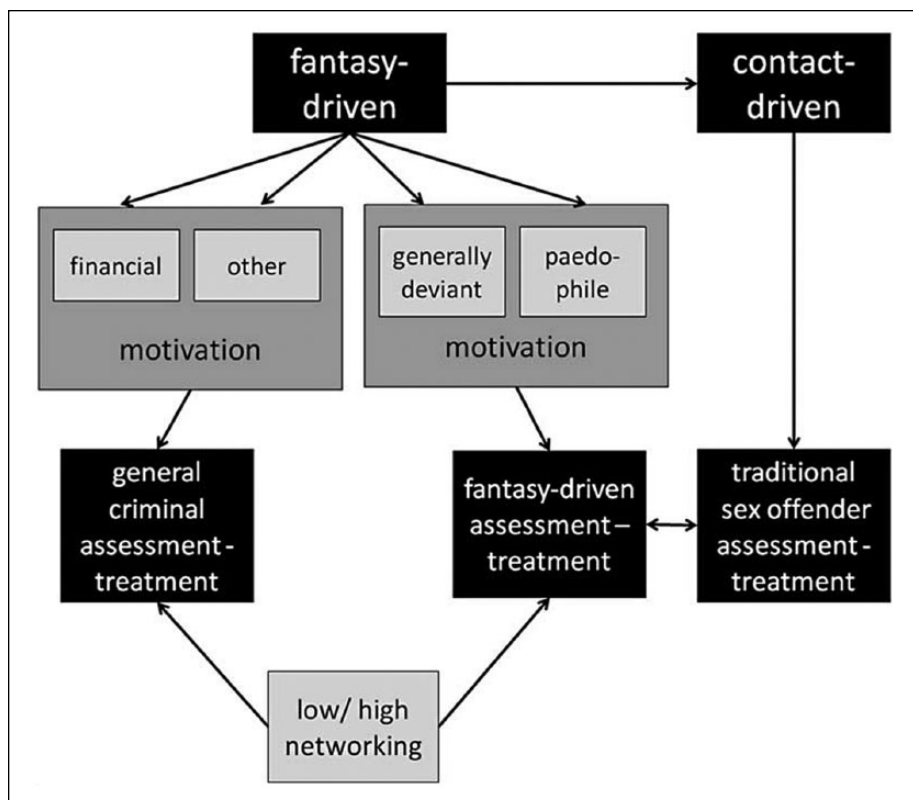 fantasy-
driven
contact-
driven
financial
other
motivation
generally
deviant
paedo-
phile
motivation
general
criminal
assessment-
treatment
fantasy-driven
assessment–
treatment
traditional
sex offender
assessment-
treatment
low/ high
networking